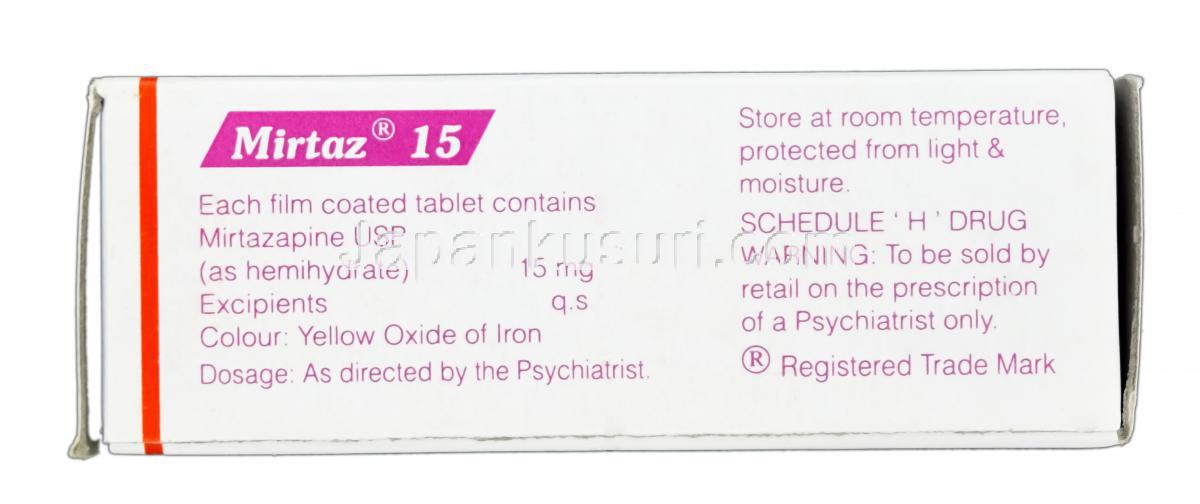 Mirtaz® 15
Each film coated tablet contains
Mirtazapine USP
(as hemihydrate) 15 mg
Excipients q.s
Colour: Yellow Oxide of Iron
Dosage: As directed by the Psychiatrist.
Store at room temperature,
protected from light &
moisture.
SCHEDULE ' H ' DRUG
WARNING: To be sold by
retail on the prescription
of a Psychiatrist only.
® Registered Trade Mark
Japankusuri.com